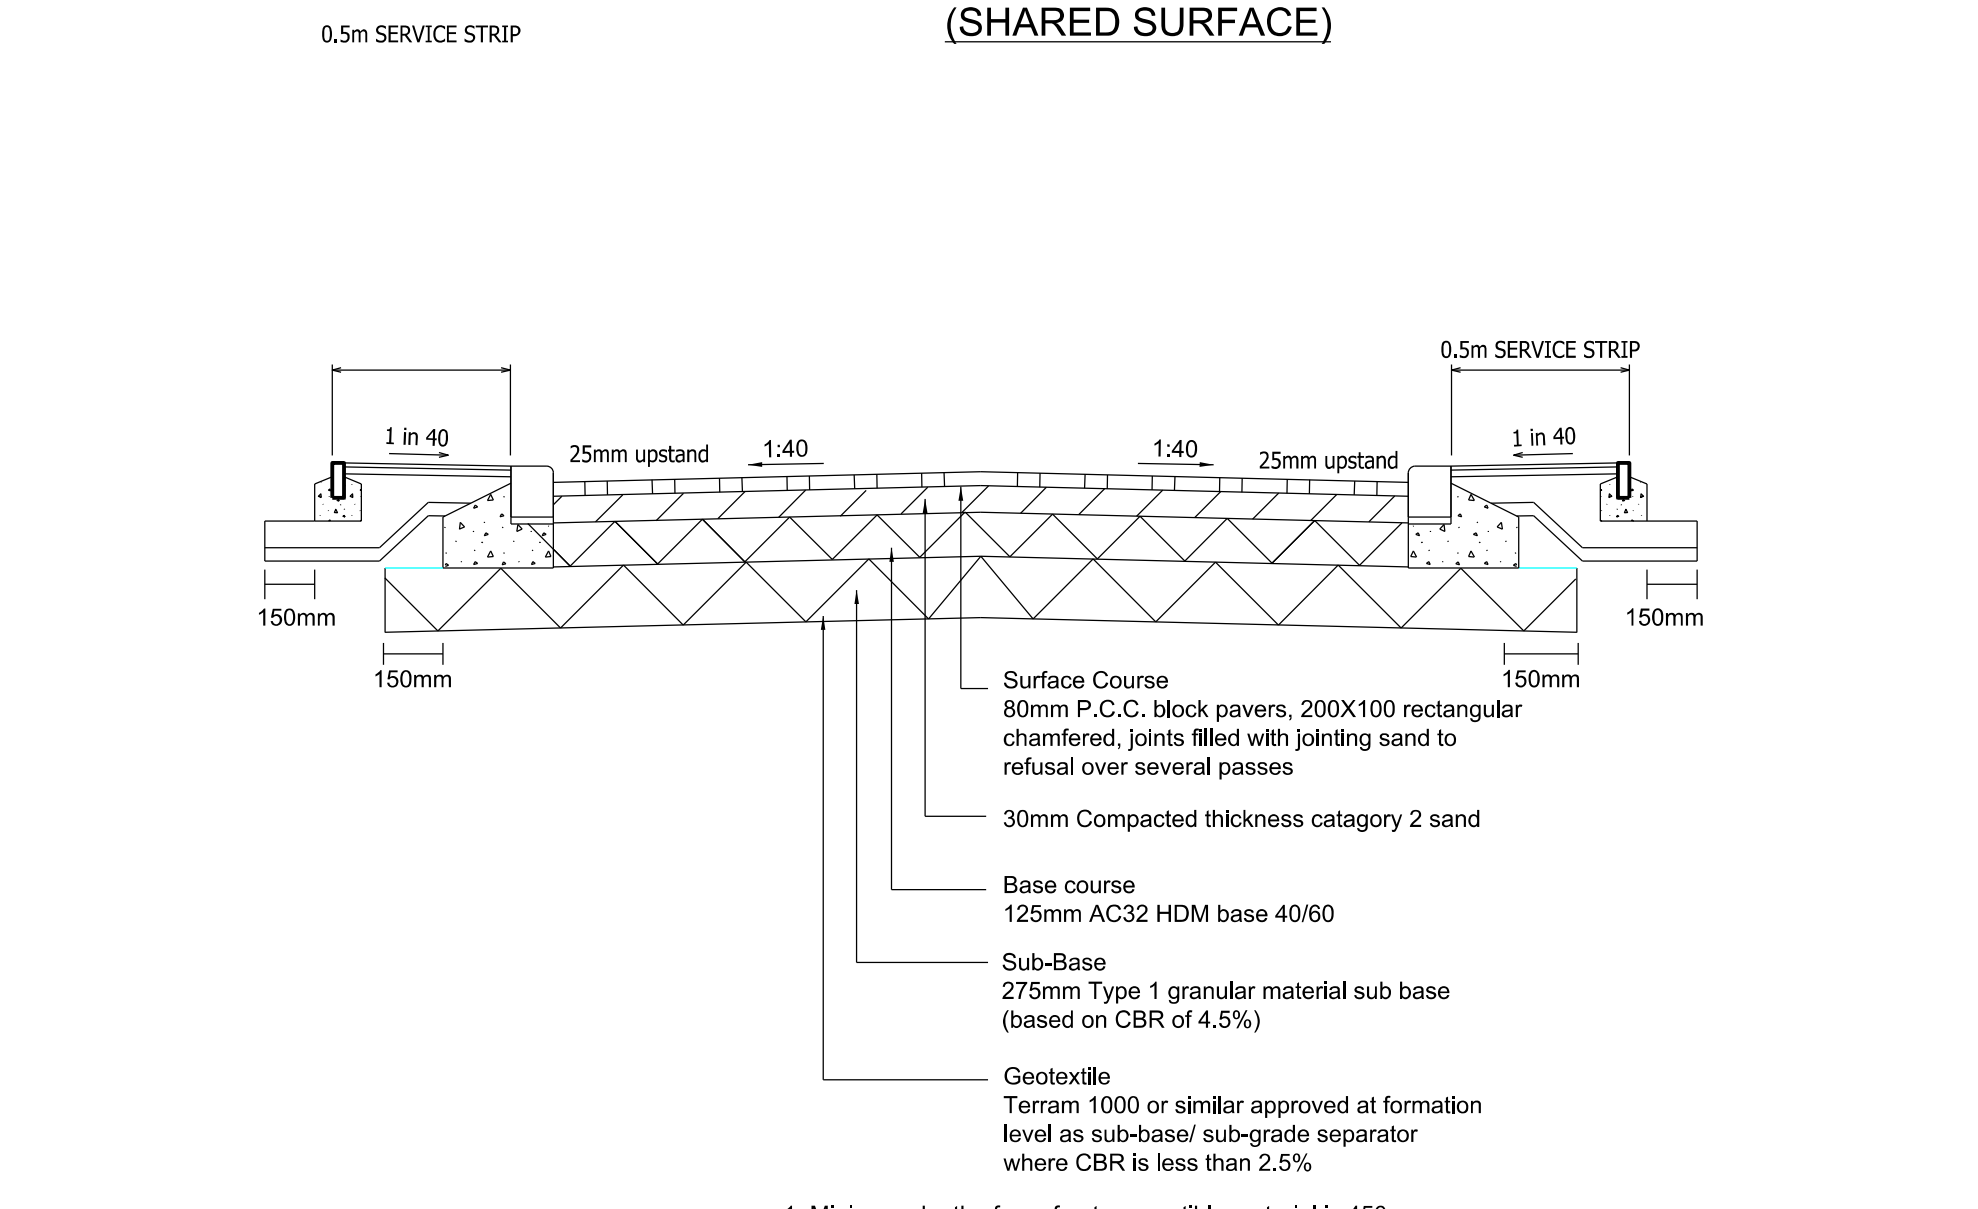 (SHARED SURFACE)
0.5m SERVICE STRIP
0.5m SERVICE STRIP
1 in 40
25mm upstand
1:40
1:40
25mm upstand
1 in 40
150mm
150mm
150mm
150mm
Surface Course
80mm P.C.C. block pavers, 200X100 rectangular
chamfered, joints filled with jointing sand to
refusal over several passes
30mm Compacted thickness catagory 2 sand
Base course
125mm AC32 HDM base 40/60
Sub-Base
275mm Type 1 granular material sub base
(based on CBR of 4.5%)
Geotextile
Terram 1000 or similar approved at formation
level as sub-base/ sub-grade separator
where CBR is less than 2.5%